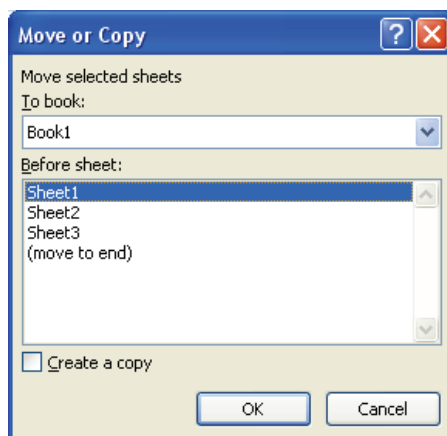 Move or Copy
Move selected sheets
To book:
Book1
Before sheet:
Sheet1
Sheet2
Sheet3
(move to end)
Create a copy
OK Cancel